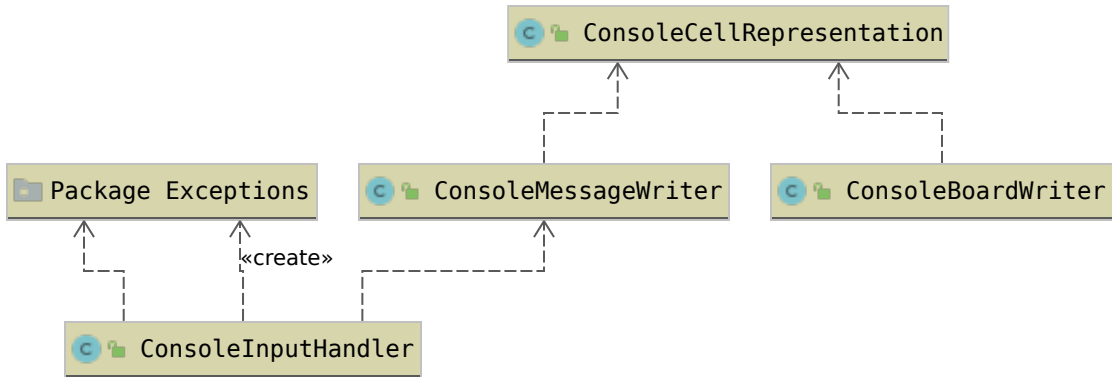 ConsoleCellRepresentation
Package Exceptions
ConsoleMessageWriter
ConsoleBoardWriter
«create»
ConsoleInputHandler